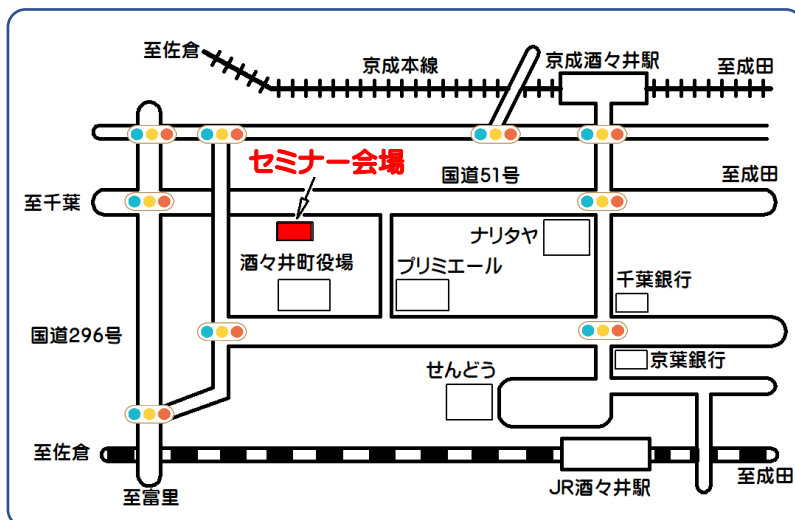 至佐倉
京成本線
京成酒々井駅
至成田
セミナー会場
国道51号
至成田
至千葉
ナリタヤ
酒々井町役場
プリミエール
千葉銀行
国道296号
せんどう
京葉銀行
至佐倉
至成田
至富里
JR酒々井駅